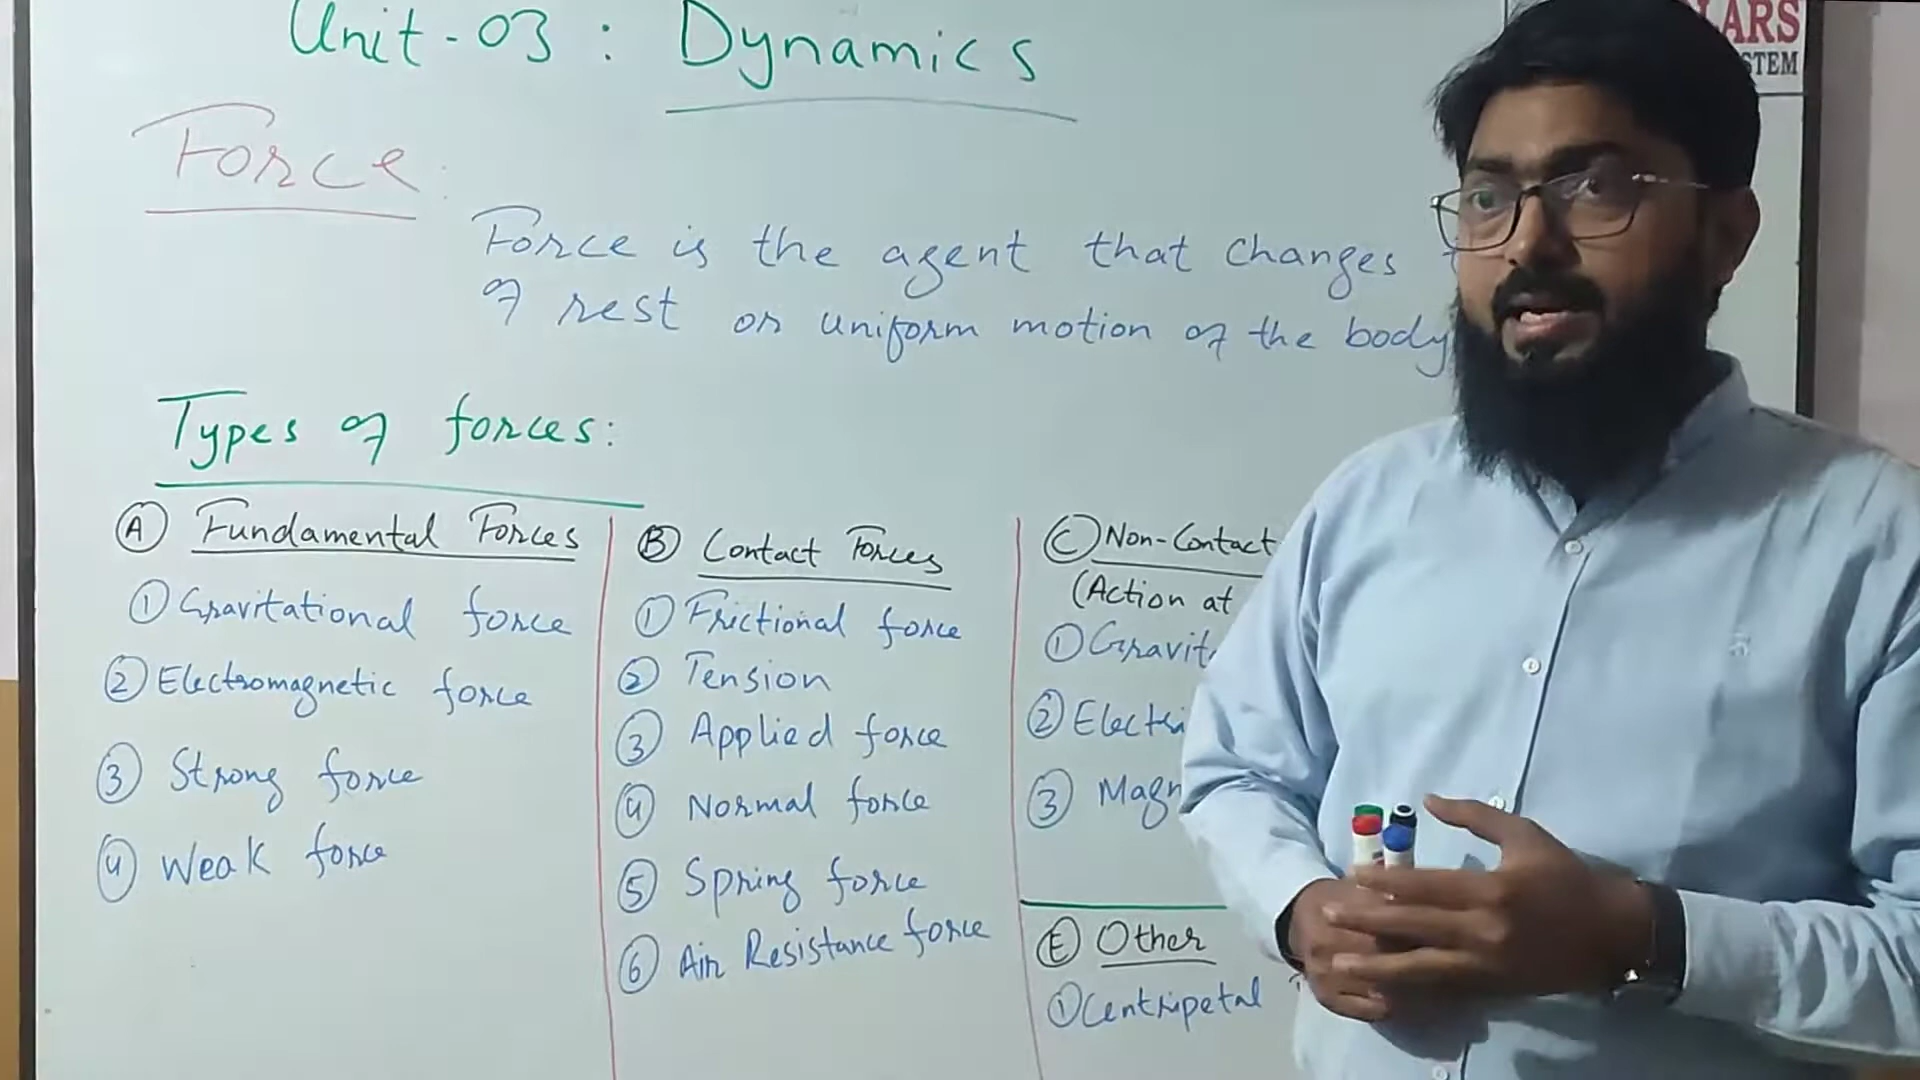 Unit-03 : Dynamics
ARS
STEM
Force:
Force is the agent that changes
of rest or uniform motion of the body
Types of forces:
A Fundamental Forces
1 Gravitational force
2 Electromagnetic force
3 Strong force
4 Weak force
B Contact Forces
1 Frictional force
2 Tension
3 Applied force
4 Normal force
5 Spring force
6 Air Resistance force
C Non-Contact
(Action at
1 Gravit
2 Electri
3 Magn
E Other
1 Centripetal